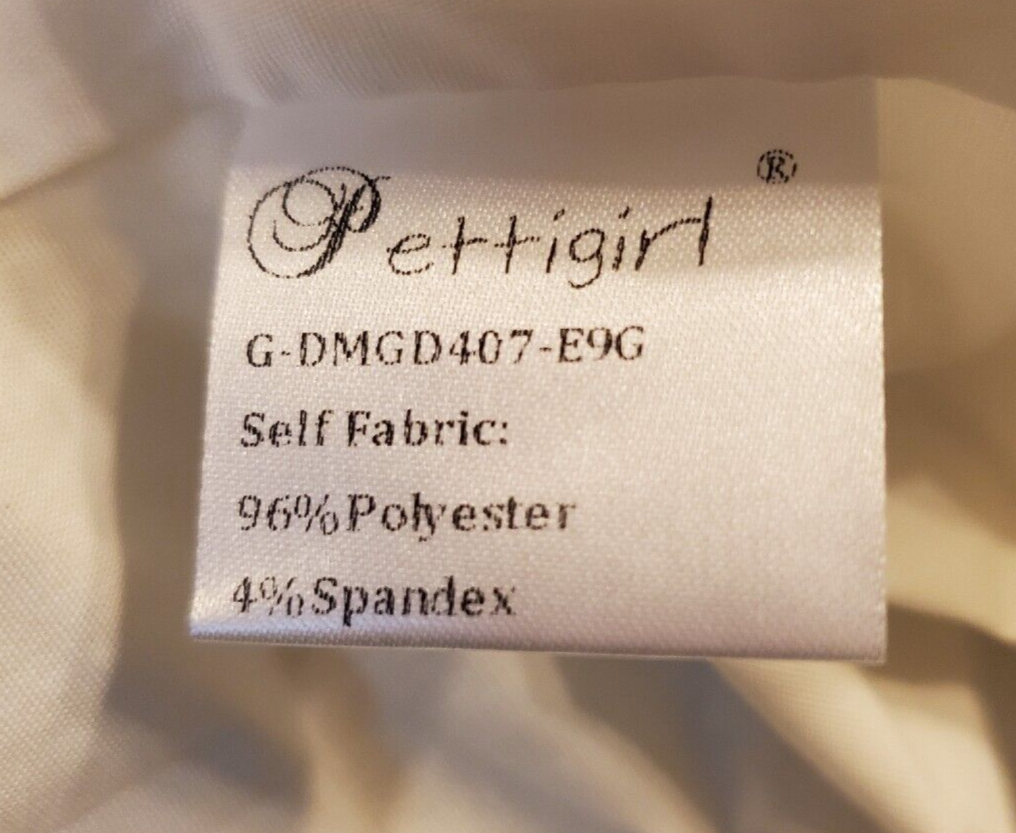 Pettigirl ®
G-DMGD407-E9G
Self Fabric:
96%Polyester
4%Spandex